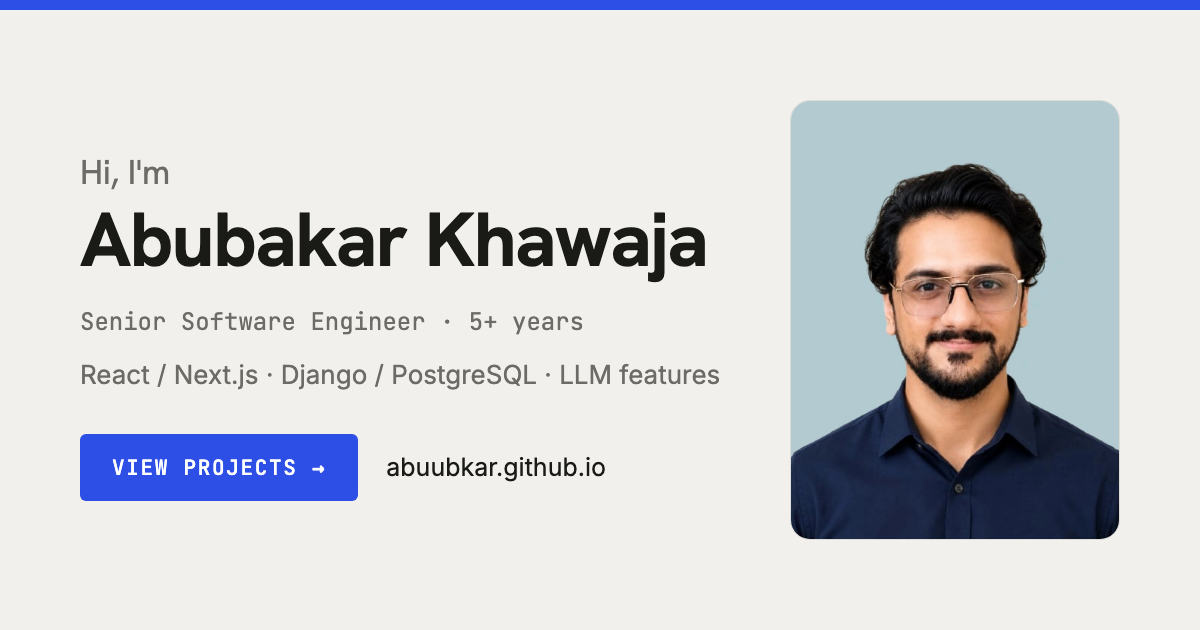 Hi, I'm
Abubakar Khawaja
Senior Software Engineer · 5+ years
React / Next.js · Django / PostgreSQL · LLM features
VIEW PROJECTS → abuubkar.github.io